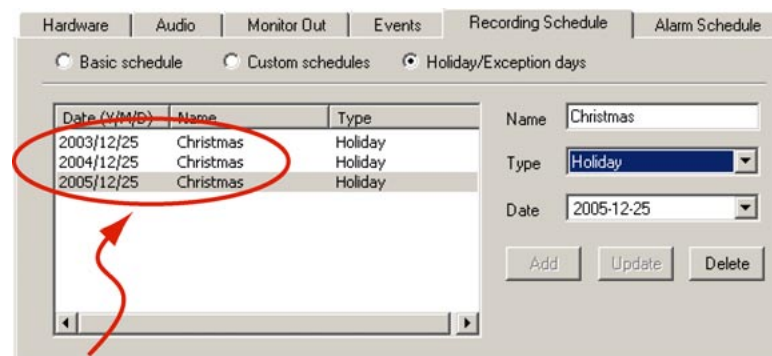 Hardware Audio Monitor Out Events Recording Schedule Alarm Schedule
Basic schedule Custom schedules Holiday/Exception days
Date (Y/M/D) Name Type
2003/12/25 Christmas Holiday
2004/12/25 Christmas Holiday
2005/12/25 Christmas Holiday
Name Christmas
Type Holiday
Date 2005-12-25
Add Update Delete